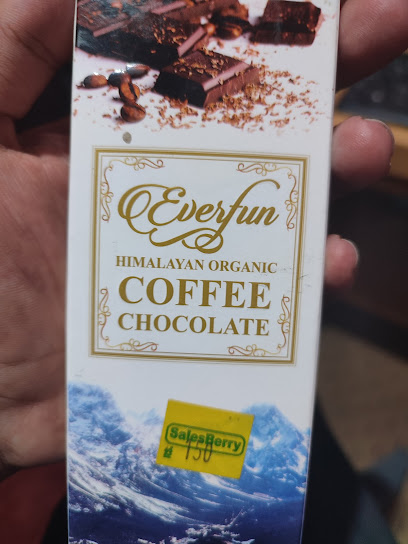 Everfun
HIMALAYAN ORGANIC
COFFEE
CHOCOLATE
SalesBerry
रु 150